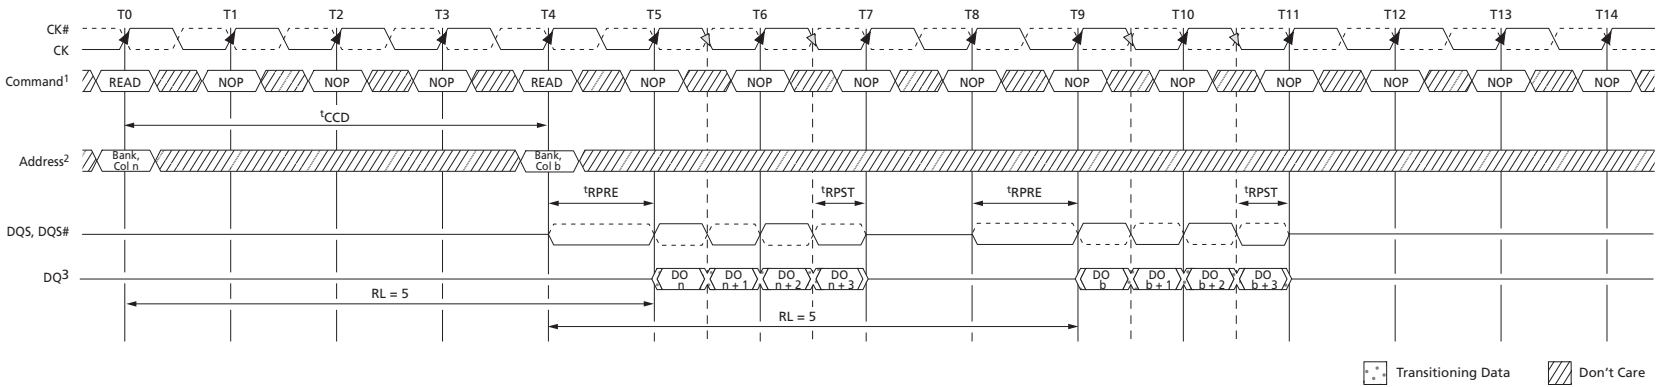 T0 T1 T2 T3 T4 T5 T6 T7 T8 T9 T10 T11 T12 T13 T14
CK#
CK
Command1 READ NOP NOP NOP READ NOP NOP NOP NOP NOP NOP NOP NOP NOP NOP
tCCD
Address2 Bank, Col n Bank, Col b
tRPRE tRPST tRPRE tRPST
DQS, DQS#
DQ3 DO n DO n + 1 DO n + 2 DO n + 3 DO b DO b + 1 DO b + 2 DO b + 3
RL = 5
RL = 5
Transitioning Data Don't Care